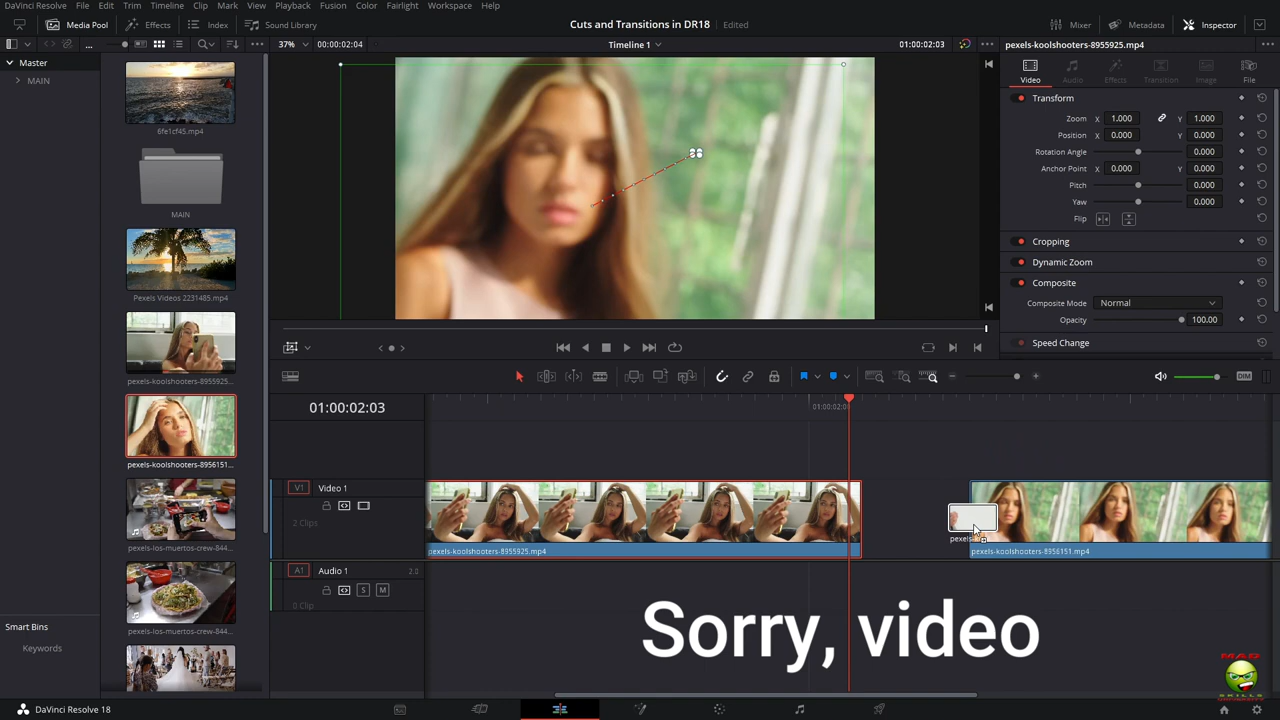 DaVinci Resolve File Edit Trim Timeline Clip Mark View Playback Fusion Color Fairlight Workspace Help
Media Pool Effects Index Sound Library Cuts and Transitions in DR18 Edited Mixer Metadata Inspector
... 37% 00:00:02:04 Timeline 1 01:00:02:03 pexels-koolshooters-8955925.mp4
Master
MAIN
6fe1cf45.mp4
MAIN
Pexels Videos 2231485.mp4
pexels-koolshooters-8955925...
pexels-koolshooters-8956151...
pexels-los-muertos-crew-844...
pexels-los-muertos-crew-844...
Smart Bins
Keywords
Video Audio Effects Transition Image File
Transform
Zoom X 1.000 Y 1.000
Position X 0.000 Y 0.000
Rotation Angle 0.000
Anchor Point X 0.000 Y 0.000
Pitch 0.000
Yaw 0.000
Flip
Cropping
Dynamic Zoom
Composite
Composite Mode Normal
Opacity 100.00
Speed Change
DIM
01:00:02:03
V1 Video 1
2 Clips
pexels-koolshooters-8955925.mp4
pexels-koolshooters-8956151.mp4
A1 Audio 1 2.0
S M
0 Clip
Sorry, video
MAD
SKILLS
DaVinci Resolve 18